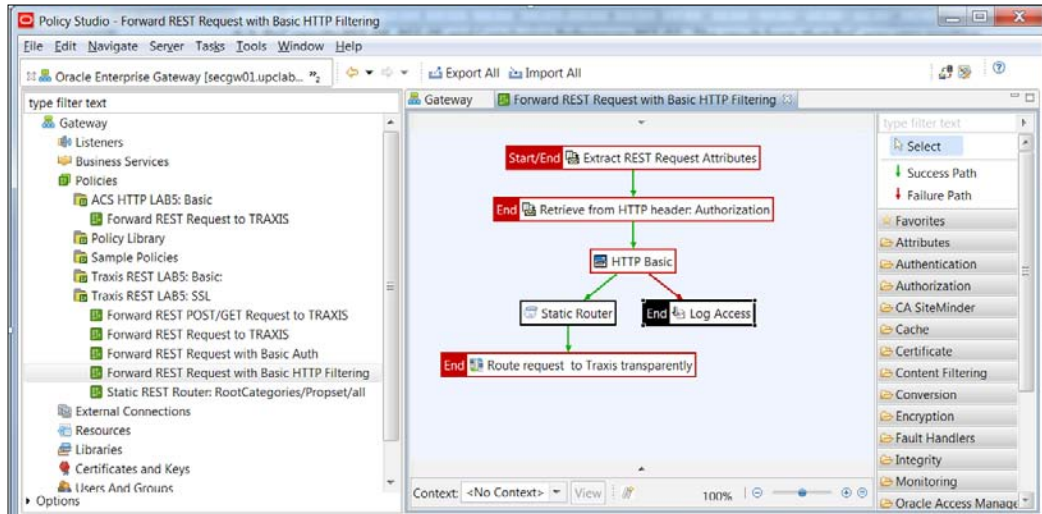 Policy Studio - Forward REST Request with Basic HTTP Filtering
File Edit Navigate Server Tasks Tools Window Help
Oracle Enterprise Gateway [secgw01.upclab... »2
Export All Import All
type filter text
Gateway
Listeners
Business Services
Policies
ACS HTTP LAB5: Basic
Forward REST Request to TRAXIS
Policy Library
Sample Policies
Traxis REST LAB5: Basic:
Traxis REST LAB5: SSL
Forward REST POST/GET Request to TRAXIS
Forward REST Request to TRAXIS
Forward REST Request with Basic Auth
Forward REST Request with Basic HTTP Filtering
Static REST Router: RootCategories/Propset/all
External Connections
Resources
Libraries
Certificates and Keys
Users And Groups
Options
Gateway Forward REST Request with Basic HTTP Filtering
Start/End Extract REST Request Attributes
End Retrieve from HTTP header: Authorization
HTTP Basic
Static Router
End Log Access
End Route request to Traxis transparently
Context: <No Context> View 100%
type filter text
Select
Success Path
Failure Path
Favorites
Attributes
Authentication
Authorization
CA SiteMinder
Cache
Certificate
Content Filtering
Conversion
Encryption
Fault Handlers
Integrity
Monitoring
Oracle Access Manage